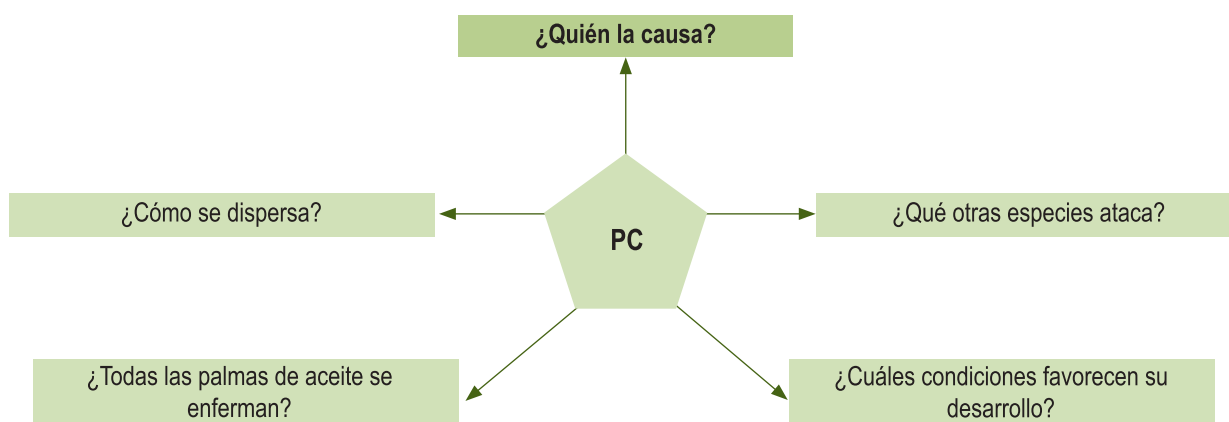 ¿Quién la causa?
¿Cómo se dispersa?
¿Qué otras especies ataca?
PC
¿Todas las palmas de aceite se
enferman?
¿Cuáles condiciones favorecen su
desarrollo?